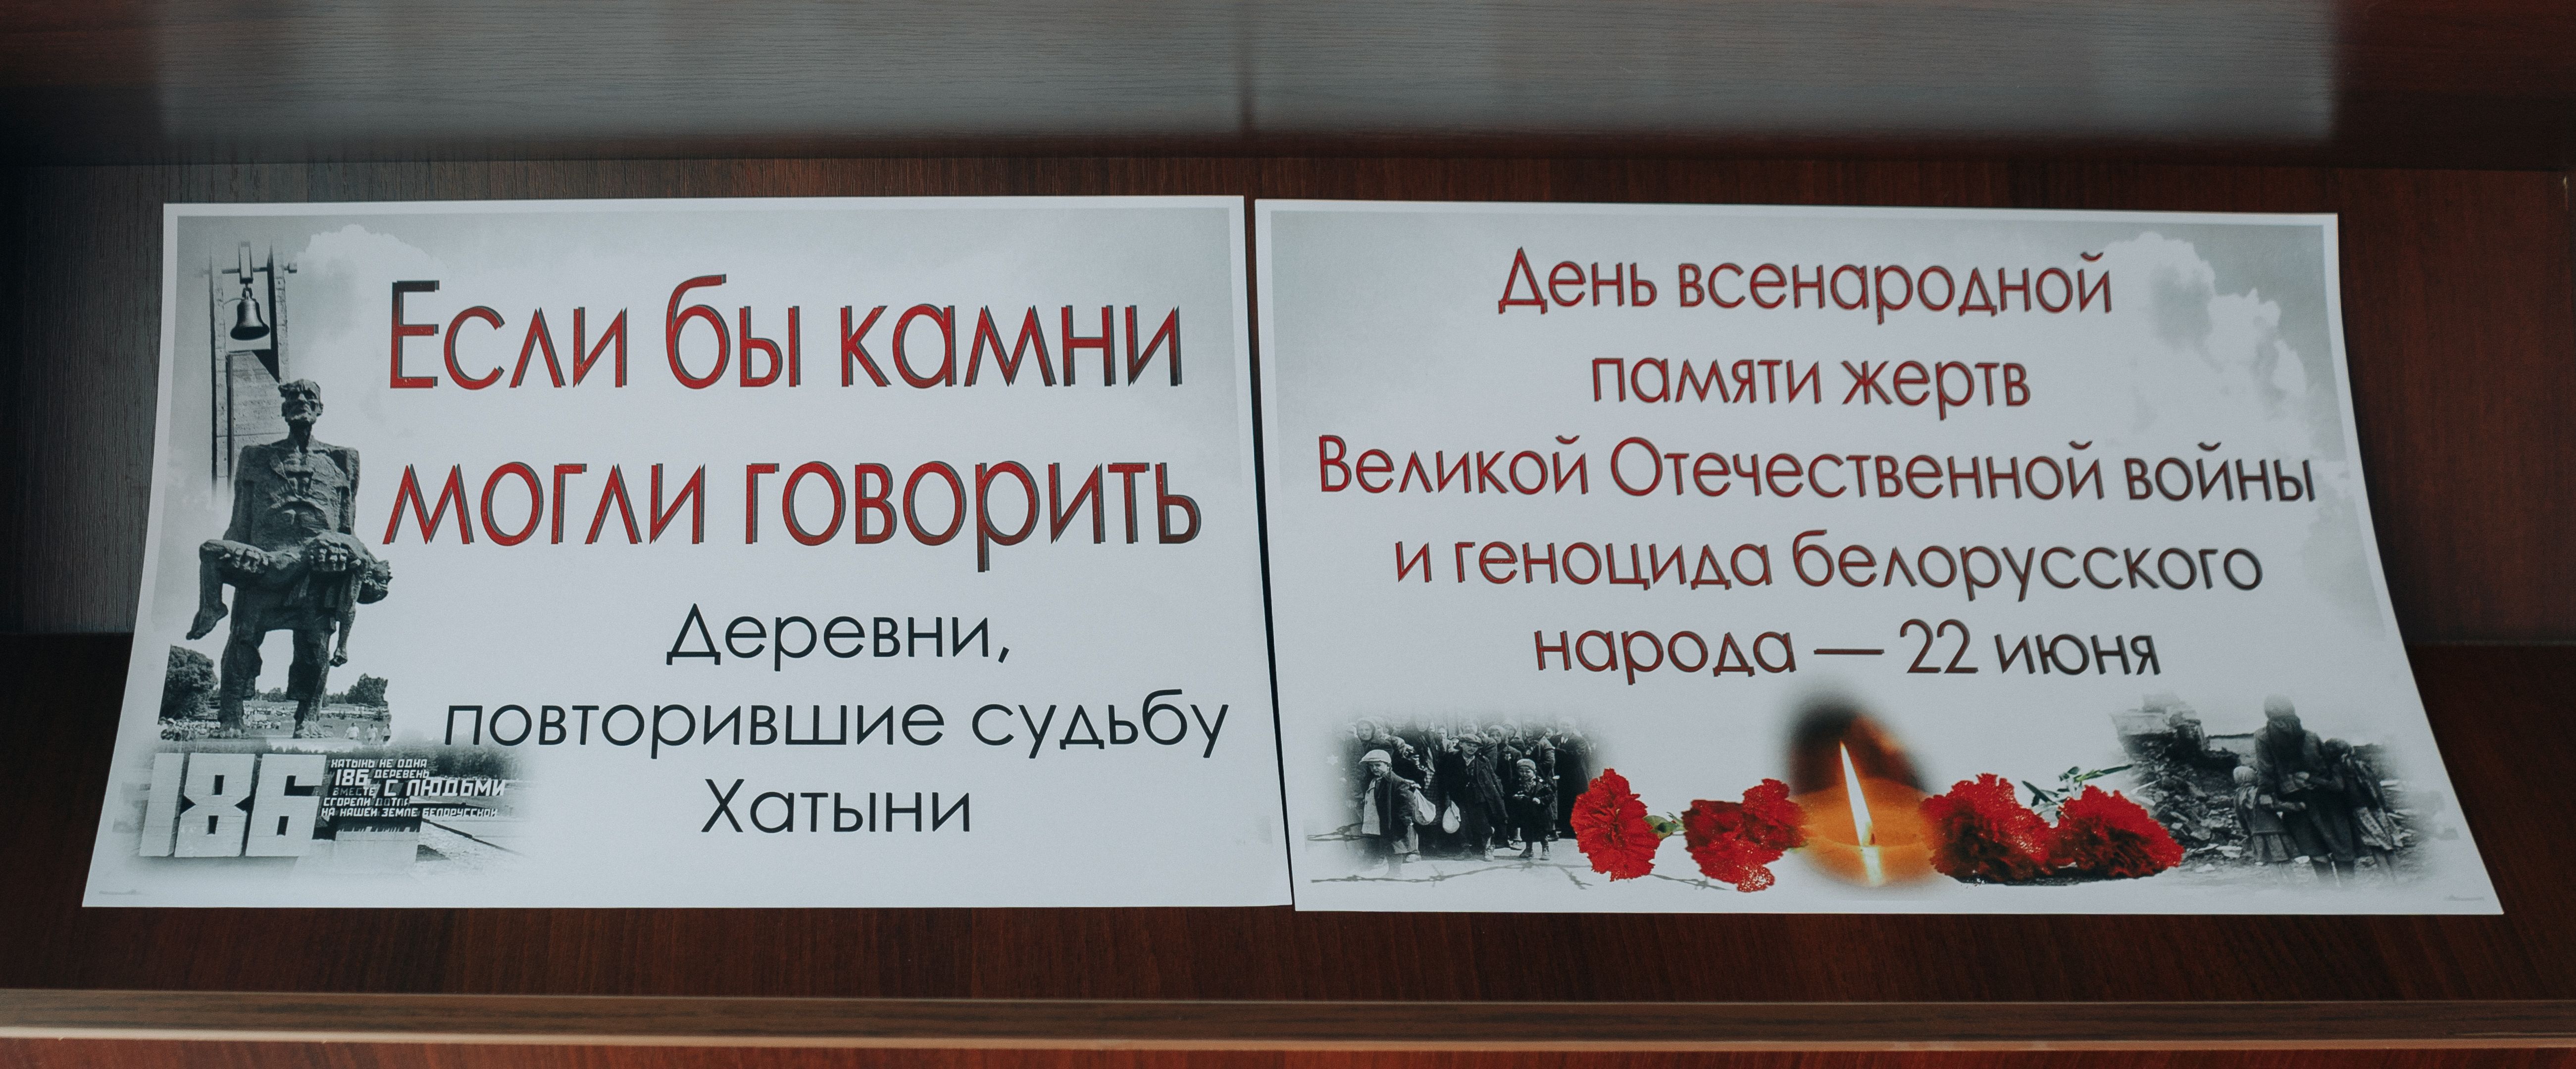 Если бы камни
могли говорить
Деревни,
повторившие судьбу
Хатыни
186
ХАТЫНЬ НЕ ОДНА
186 ДЕРЕВЕНЬ
ВМЕСТЕ С ЛЮДЬМИ
СГОРЕЛИ ДОТЛА
НА НАШЕЙ ЗЕМЛЕ БЕЛОРУССКОЙ
День всенародной
памяти жертв
Великой Отечественной войны
и геноцида белорусского
народа — 22 июня